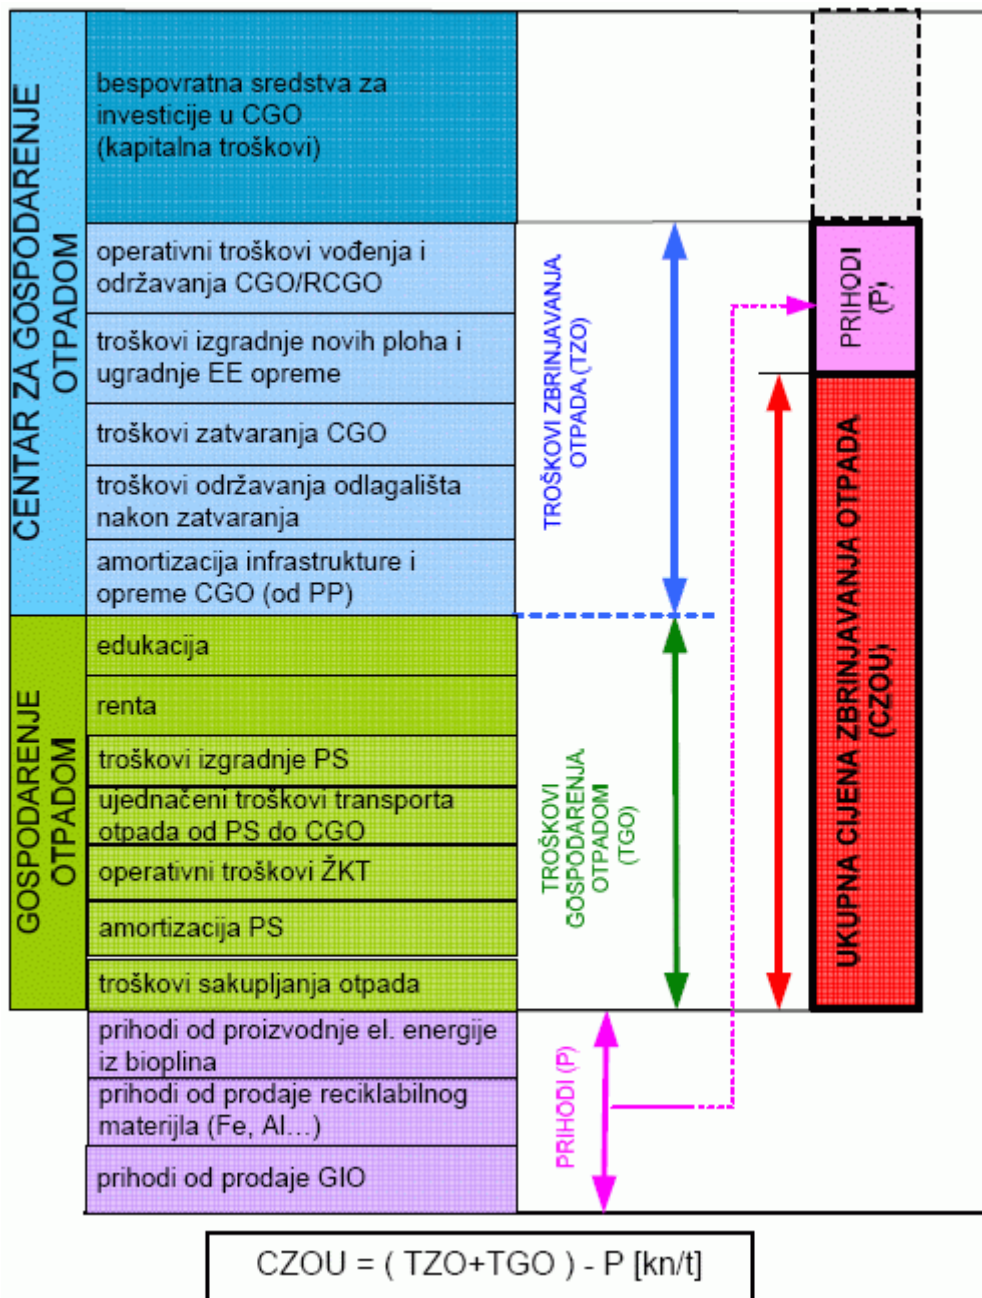 CENTAR ZA GOSPODARENJE
OTPADOM
bespovratna sredstva za
investicije u CGO
(kapitalna troškovi)
operativni troškovi vođenja i
održavanja CGO/RCGO
troškovi izgradnje novih ploha i
ugradnje EE opreme
troškovi zatvaranja CGO
troškovi održavanja odlagališta
nakon zatvaranja
amortizacija infrastrukture i
opreme CGO (od PP)
GOSPODARENJE
OTPADOM
edukacija
renta
troškovi izgradnje PS
ujednačeni troškovi transporta
otpada od PS do CGO
operativni troškovi ŽKT
amortizacija PS
troškovi sakupljanja otpada
prihodi od proizvodnje el. energije
iz bioplina
prihodi od prodaje reciklabilnog
materijla (Fe, Al...)
prihodi od prodaje GIO
TROŠKOVI ZBRINJAVANJA
OTPADA (TZO)
TROŠKOVI
GOSPODARENJA
OTPADOM
(TGO)
PRIHODI (P)
PRIHODI
(P)
UKUPNA CIJENA ZBRINJAVANJA OTPADA
(CZOU)
CZOU = ( TZO+TGO ) - P [kn/t]